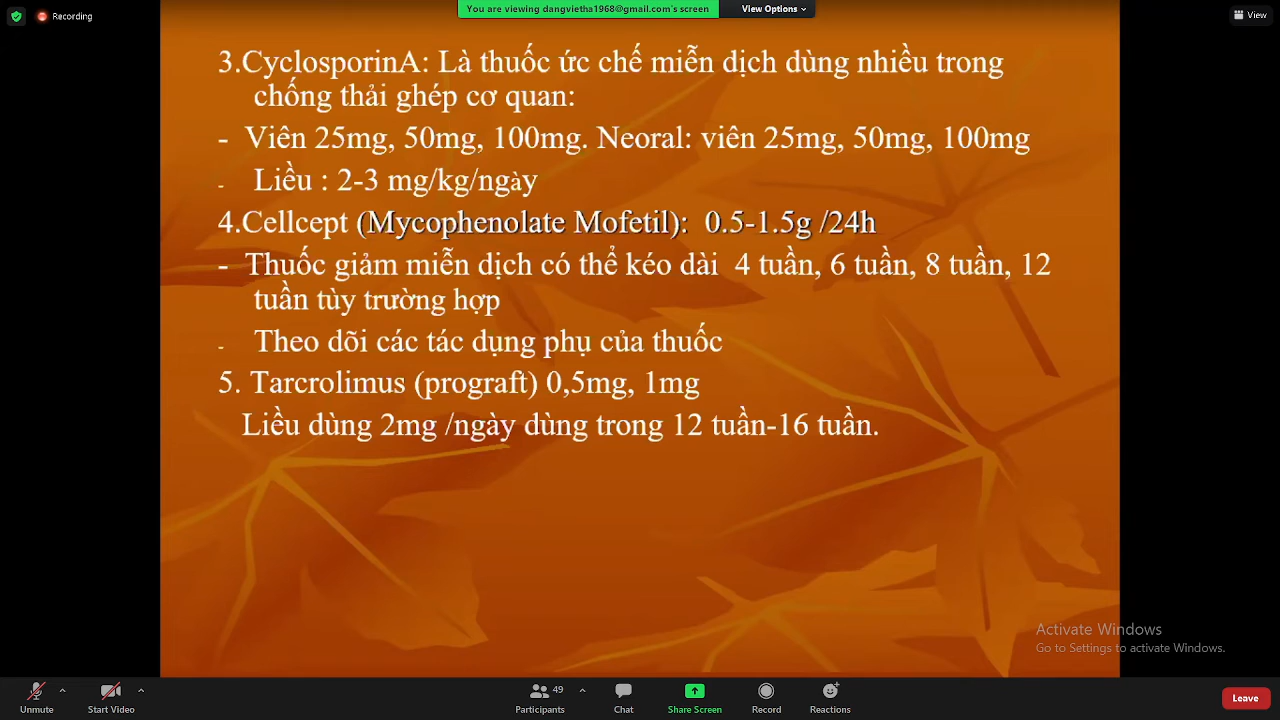 Recording
You are viewing dangvietha1968@gmail.com's screen
View Options
View
3.CyclosporinA: Là thuốc ức chế miễn dịch dùng nhiều trong
chống thải ghép cơ quan:
- Viên 25mg, 50mg, 100mg. Neoral: viên 25mg, 50mg, 100mg
- Liều : 2-3 mg/kg/ngày
4.Cellcept (Mycophenolate Mofetil): 0.5-1.5g /24h
- Thuốc giảm miễn dịch có thể kéo dài 4 tuần, 6 tuần, 8 tuần, 12
tuần tùy trường hợp
- Theo dõi các tác dụng phụ của thuốc
5. Tarcrolimus (prograft) 0,5mg, 1mg
Liều dùng 2mg /ngày dùng trong 12 tuần-16 tuần.
Activate Windows
Go to Settings to activate Windows.
Unmute
Start Video
49
Participants
Chat
Share Screen
Record
Reactions
Leave